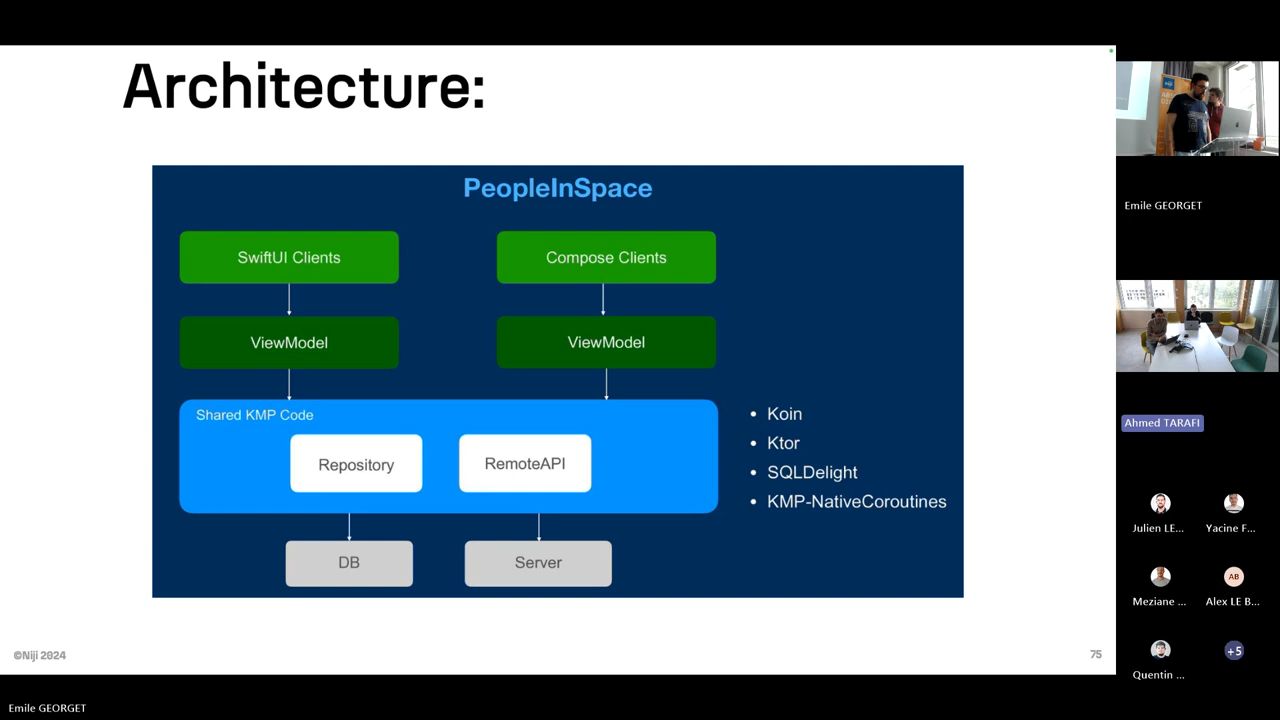 Architecture:
PeopleInSpace
SwiftUI Clients
Compose Clients
ViewModel
ViewModel
Shared KMP Code
Repository
RemoteAPI
• Koin
• Ktor
• SQLDelight
• KMP-NativeCoroutines
DB
Server
©Niji 2024
75
Emile GEORGET
Emile GEORGET
Ahmed TARAFI
Julien LE...
Yacine F...
Meziane ...
AB
Alex LE B...
Quentin ...
+5